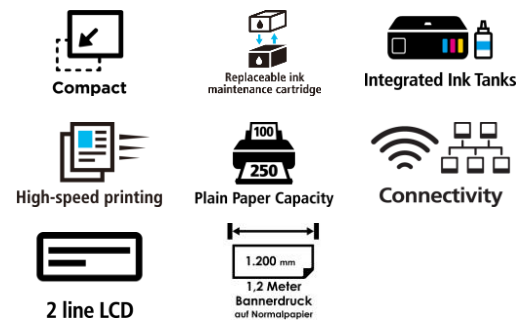 Compact
Replaceable ink
maintenance cartridge
Integrated Ink Tanks
High-speed printing
100
250
Plain Paper Capacity
Connectivity
2 line LCD
1.200 mm
1,2 Meter
Bannerdruck
auf Normalpapier